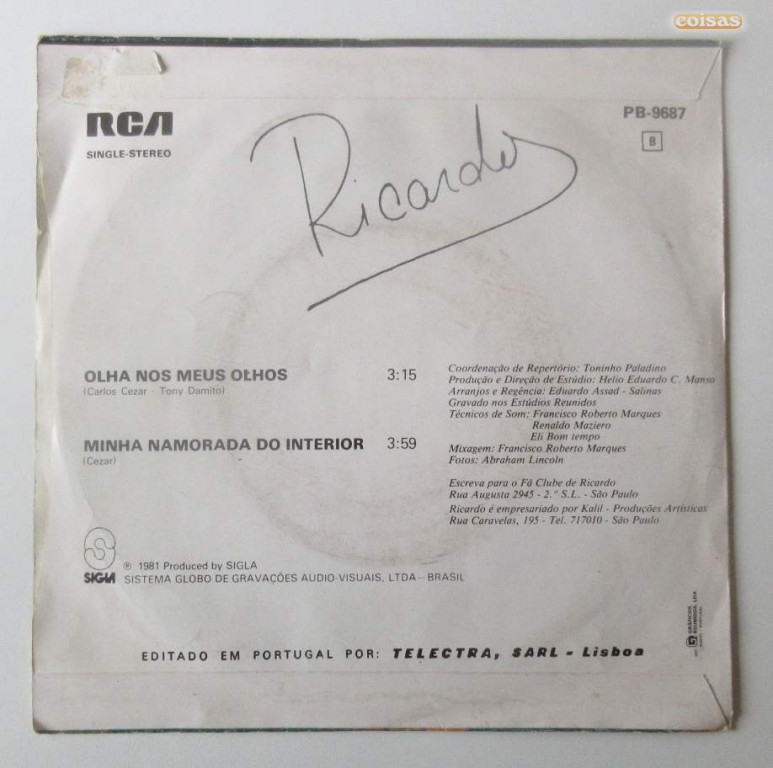 coisas
RCA
SINGLE-STEREO
PB-9687
B
Ricardo
OLHA NOS MEUS OLHOS 3:15
(Carlos Cezar - Tony Damito)
MINHA NAMORADA DO INTERIOR 3:59
(Cezar)
Coordenação de Repertório: Toninho Paladino
Produção e Direção de Estúdio: Helio Eduardo C. Manso
Arranjos e Regência: Eduardo Assad - Salinas
Gravado nos Estúdios Reunidos
Técnicos de Som: Francisco Roberto Marques
Renaldo Maziero
Eli Bom tempo
Mixagem: Francisco Roberto Marques
Fotos: Abraham Lincoln
Escreva para o Fã Clube de Ricardo
Rua Augusta 2945 - 2.º S.L. - São Paulo
Ricardo é empresariado por Kalil - Produções Artísticas
Rua Caravelas, 195 - Tel. 717010 - São Paulo
SIGLA
℗ 1981 Produced by SIGLA
SISTEMA GLOBO DE GRAVAÇÕES AUDIO-VISUAIS, LTDA – BRASIL
EDITADO EM PORTUGAL POR: TELECTRA, SARL - Lisboa